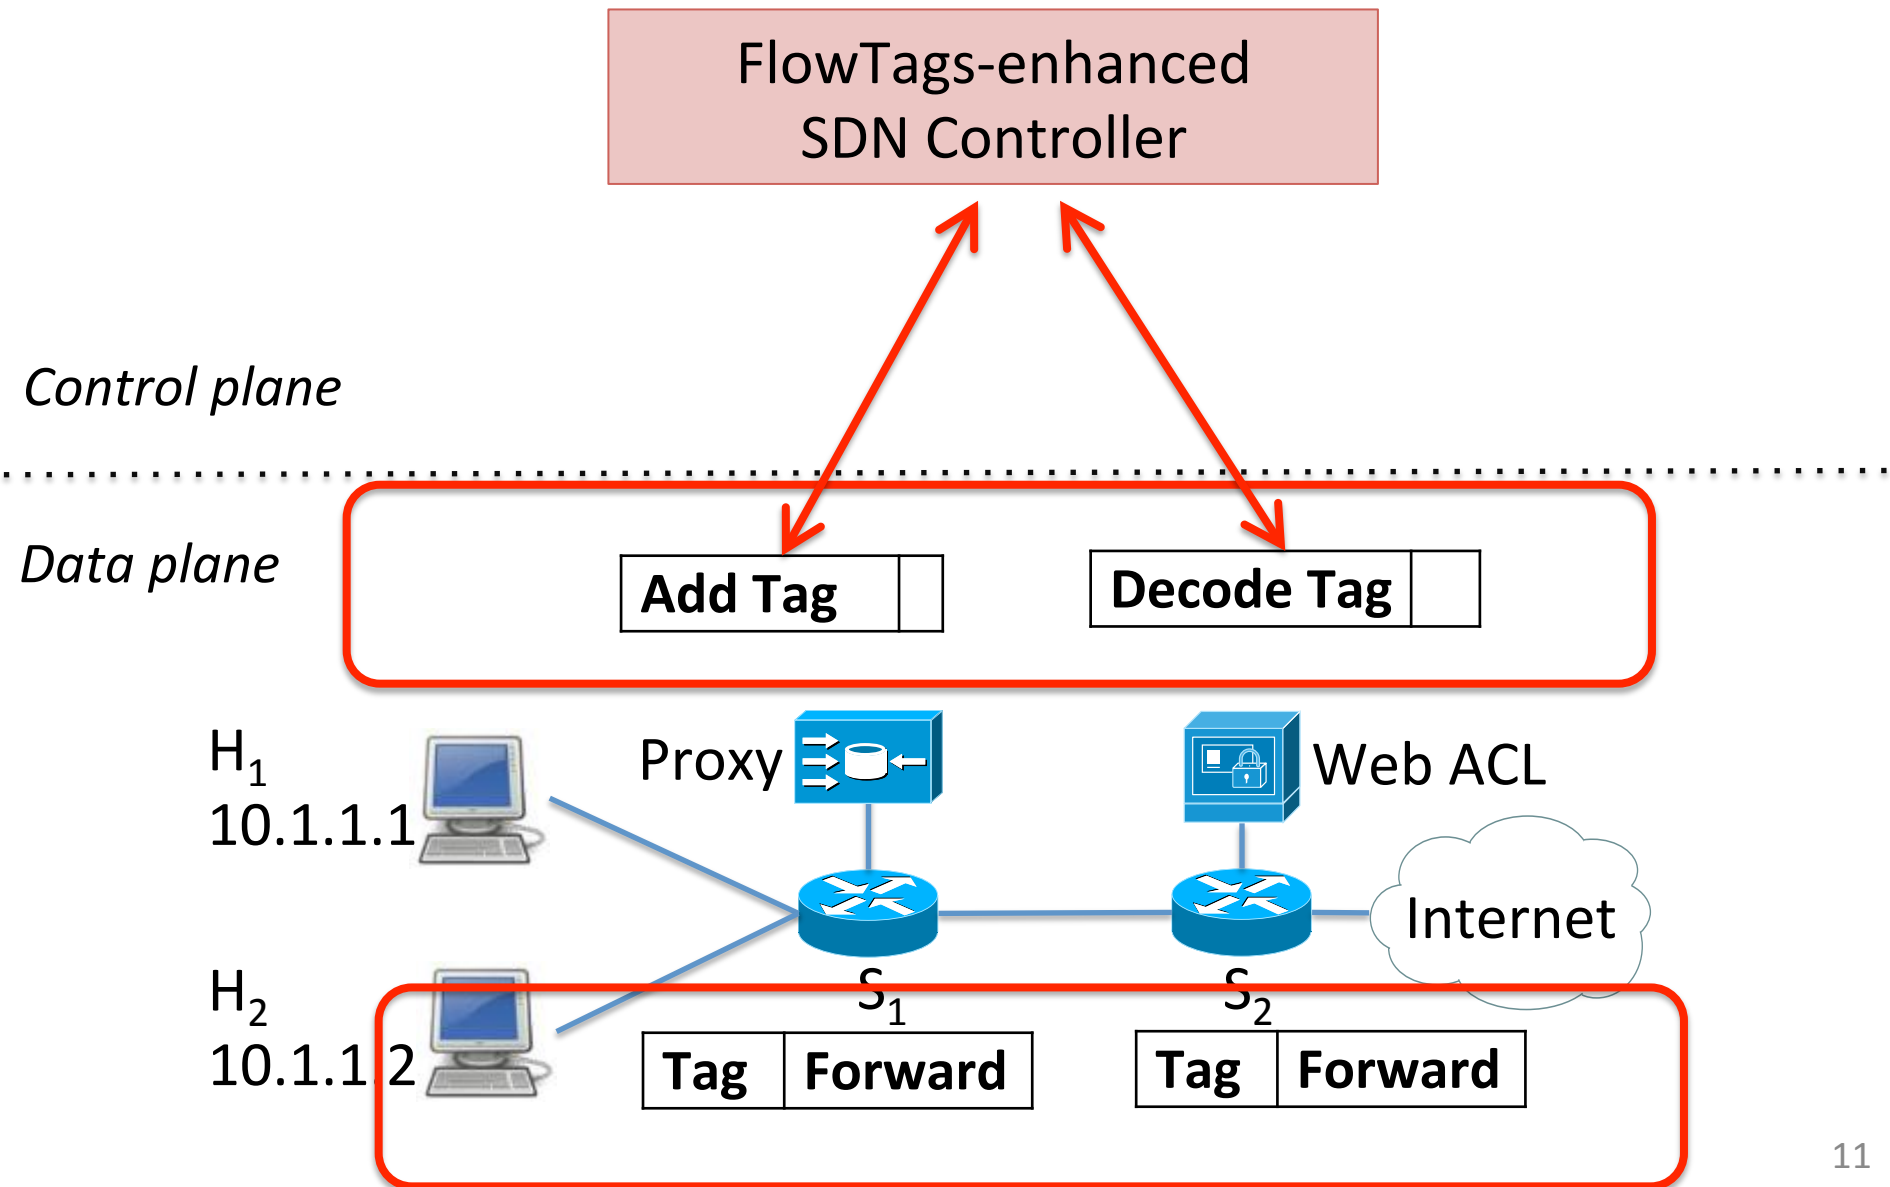 FlowTags-enhanced
SDN Controller
Control plane
Data plane
Add Tag
Decode Tag
H1
10.1.1.1
Proxy
Web ACL
Internet
H2
10.1.1.2
S1
S2
Tag Forward
Tag Forward
11